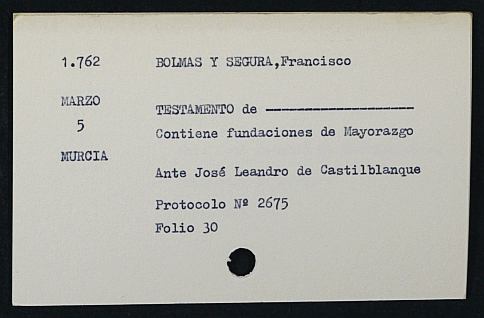 1.762
BOLMAS Y SEGURA,Francisco
MARZO
5
MURCIA
TESTAMENTO de --------------------
Contiene fundaciones de Mayorazgo
Ante José Leandro de Castilblanque
Protocolo Nº 2675
Folio 30